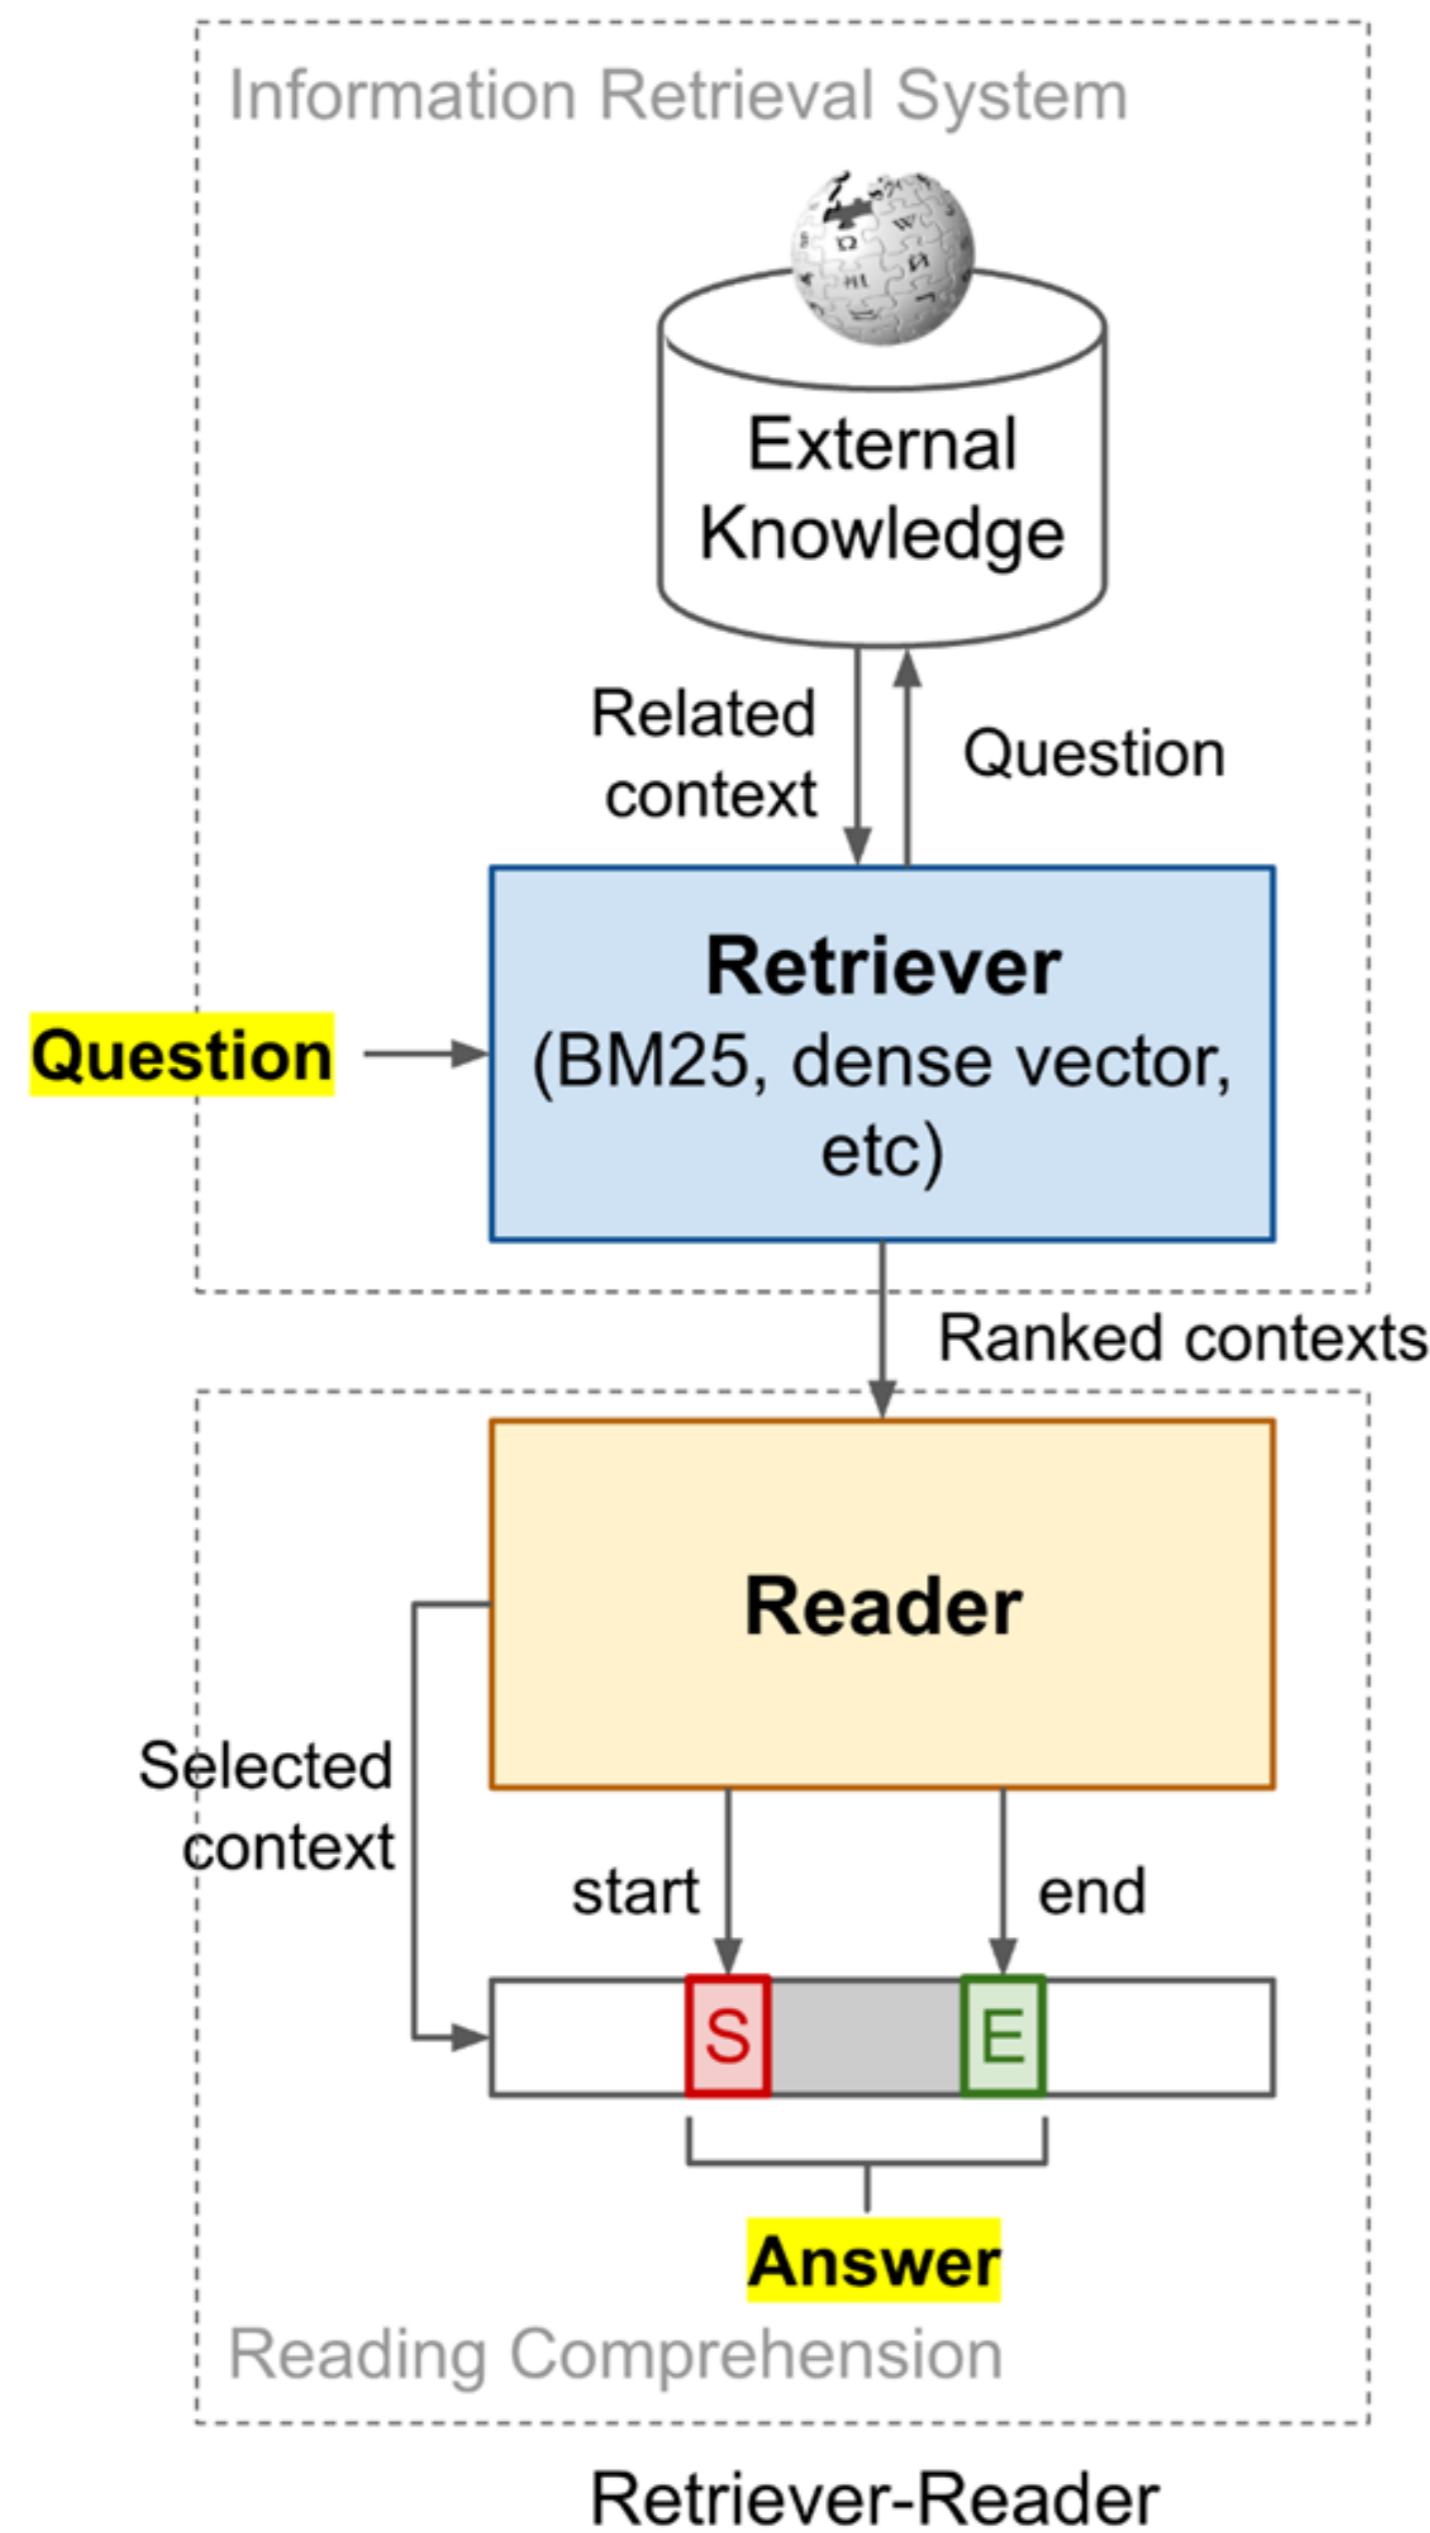 Information Retrieval System
External
Knowledge
Related
context
Question
Retriever
(BM25, dense vector,
etc)
Question
Ranked contexts
Reader
Selected
context
start
end
S
E
Answer
Reading Comprehension
Retriever-Reader